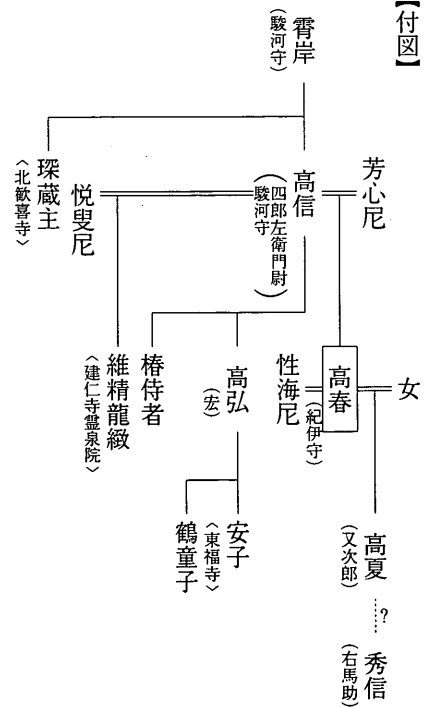 【付図】
霄岸
(駿河守)
芳心尼
高信
(四郎左衛門尉
駿河守)
悦叟尼
琛蔵主
〈北歓喜寺〉
女
高春
(紀伊守)
性海尼
高弘
(宏)
椿侍者
維精龍緻
〈建仁寺霊泉院〉
高夏
(又次郎)
?
秀信
(右馬助)
安子
〈東福寺〉
鶴童子